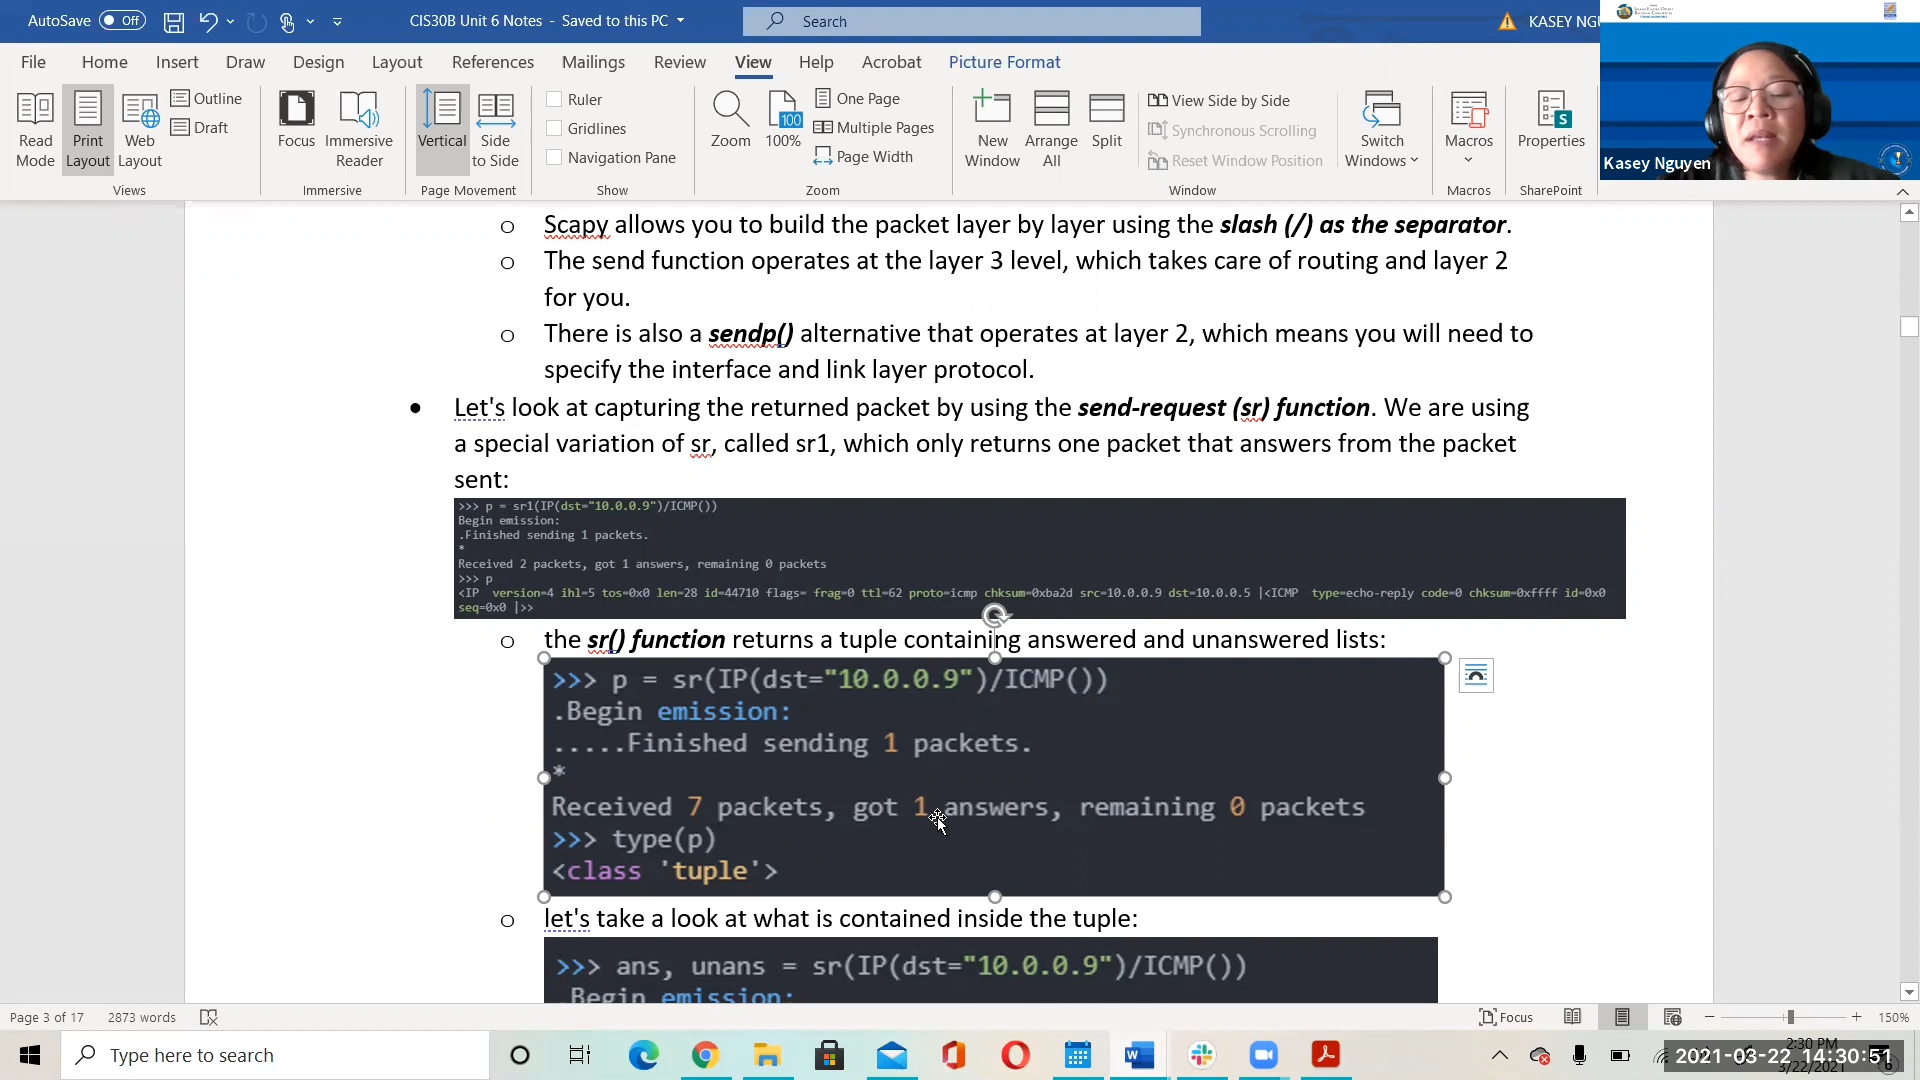 AutoSave Off CIS30B Unit 6 Notes - Saved to this PC Search KASEY NGU
File Home Insert Draw Design Layout References Mailings Review View Help Acrobat Picture Format
Read Mode Print Layout Web Layout Outline Draft
Views
Focus Immersive Reader
Immersive
Vertical Side to Side
Page Movement
Ruler
Gridlines
Navigation Pane
Show
Zoom 100 100% One Page
Multiple Pages
Page Width
Zoom
New Window Arrange All Split
View Side by Side
Synchronous Scrolling
Reset Window Position
Switch Windows
Window
Macros
Macros
Properties
SharePoint
Kasey Nguyen
o Scapy allows you to build the packet layer by layer using the slash (/) as the separator.
o The send function operates at the layer 3 level, which takes care of routing and layer 2
for you.
o There is also a sendp() alternative that operates at layer 2, which means you will need to
specify the interface and link layer protocol.
• Let's look at capturing the returned packet by using the send-request (sr) function. We are using
a special variation of sr, called sr1, which only returns one packet that answers from the packet
sent:
>>> p = sr1(IP(dst="10.0.0.9")/ICMP())
Begin emission:
.Finished sending 1 packets.
*
Received 2 packets, got 1 answers, remaining 0 packets
>>> p
<IP version=4 ihl=5 tos=0x0 len=28 id=44710 flags= frag=0 ttl=62 proto=icmp chksum=0xba2d src=10.0.0.9 dst=10.0.0.5 |<ICMP type=echo-reply code=0 chksum=0xffff id=0x0
seq=0x0 |>>
o the sr() function returns a tuple containing answered and unanswered lists:
>>> p = sr(IP(dst="10.0.0.9")/ICMP())
.Begin emission:
.....Finished sending 1 packets.
*
Received 7 packets, got 1 answers, remaining 0 packets
>>> type(p)
<class 'tuple'>
o let's take a look at what is contained inside the tuple:
>>> ans, unans = sr(IP(dst="10.0.0.9")/ICMP())
.Begin emission:
Page 3 of 17 2873 words Focus 150%
Type here to search
2:30 PM
2021-03-22 14:30:51
3/22/2021